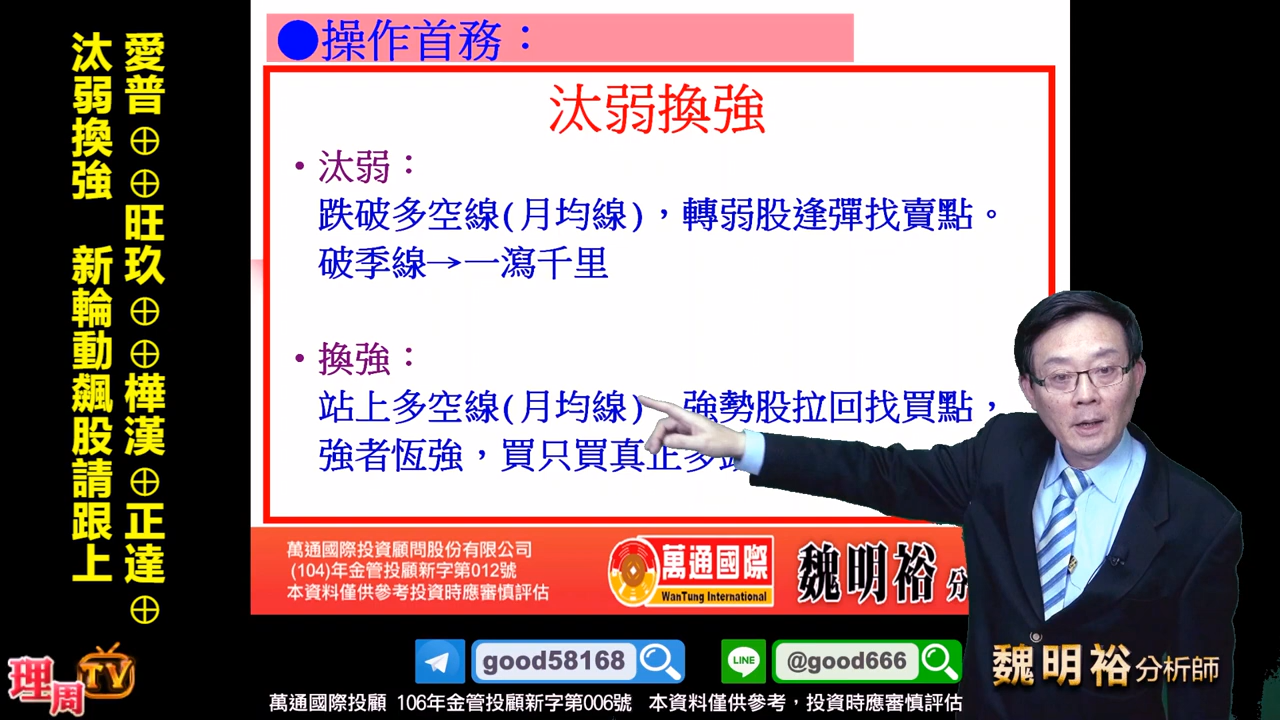 愛普⊕⊕旺玖⊕⊕樺漢⊕正達⊕
汰弱換強 新輪動飆股請跟上
●操作首務：
汰弱換強
•汰弱：
跌破多空線(月均線)，轉弱股逢彈找賣點。
破季線→一瀉千里
•換強：
站上多空線(月均線)，強勢股拉回找買點，
強者恆強，買只買真正多
萬通國際投資顧問股份有限公司
(104)年金管投顧新字第012號
本資料僅供參考投資時應審慎評估
萬通國際
WanTung International
魏明裕 分
理周TV
good58168
LINE
@good666
魏明裕 分析師
萬通國際投顧 106年金管投顧新字第006號 本資料僅供參考，投資時應審慎評估